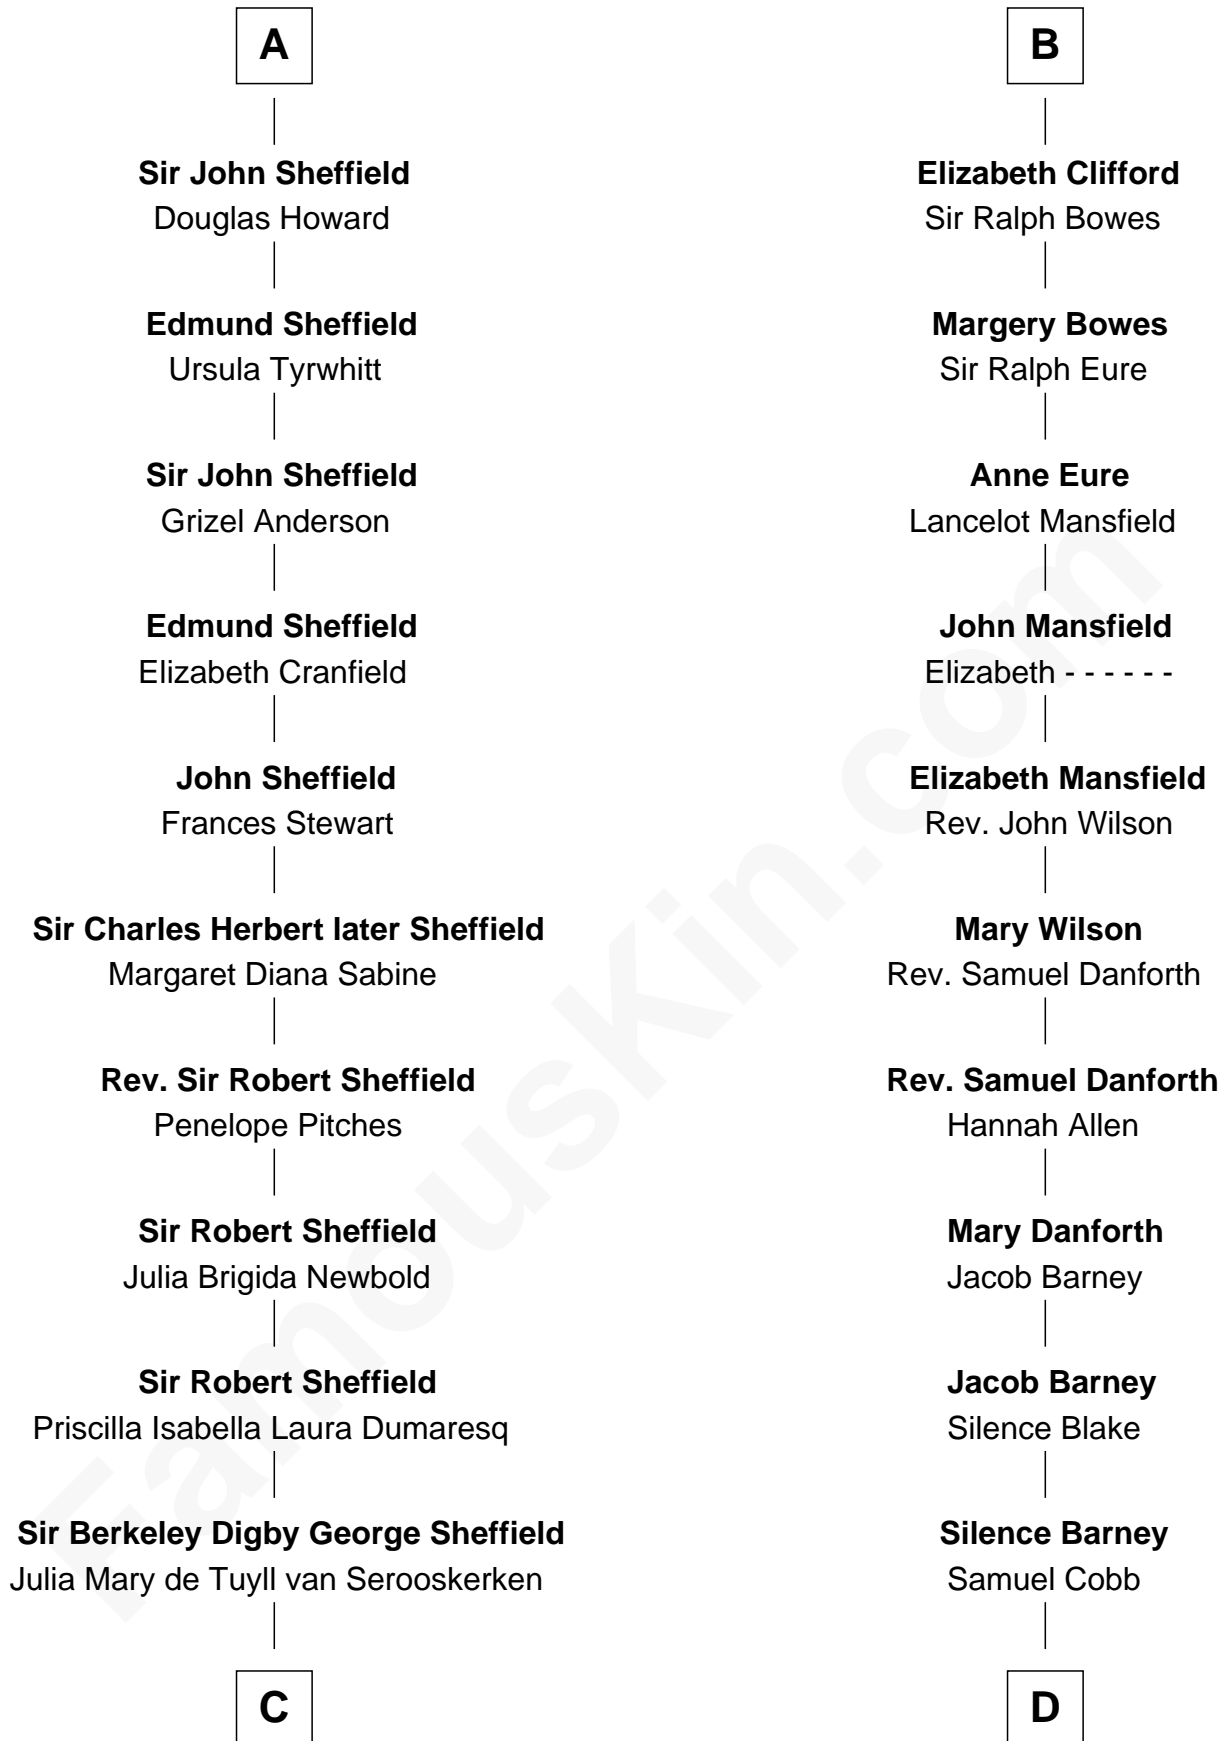 A
Sir John Sheffield
Douglas Howard
Edmund Sheffield
Ursula Tyrwhitt
Sir John Sheffield
Grizel Anderson
Edmund Sheffield
Elizabeth Cranfield
John Sheffield
Frances Stewart
Sir Charles Herbert later Sheffield
Margaret Diana Sabine
Rev. Sir Robert Sheffield
Penelope Pitches
Sir Robert Sheffield
Julia Brigida Newbold
Sir Robert Sheffield
Priscilla Isabella Laura Dumaresq
Sir Berkeley Digby George Sheffield
Julia Mary de Tuyll van Serooskerken
C
B
Elizabeth Clifford
Sir Ralph Bowes
Margery Bowes
Sir Ralph Eure
Anne Eure
Lancelot Mansfield
John Mansfield
Elizabeth - - - - - -
Elizabeth Mansfield
Rev. John Wilson
Mary Wilson
Rev. Samuel Danforth
Rev. Samuel Danforth
Hannah Allen
Mary Danforth
Jacob Barney
Jacob Barney
Silence Blake
Silence Barney
Samuel Cobb
D
FamousKin.com